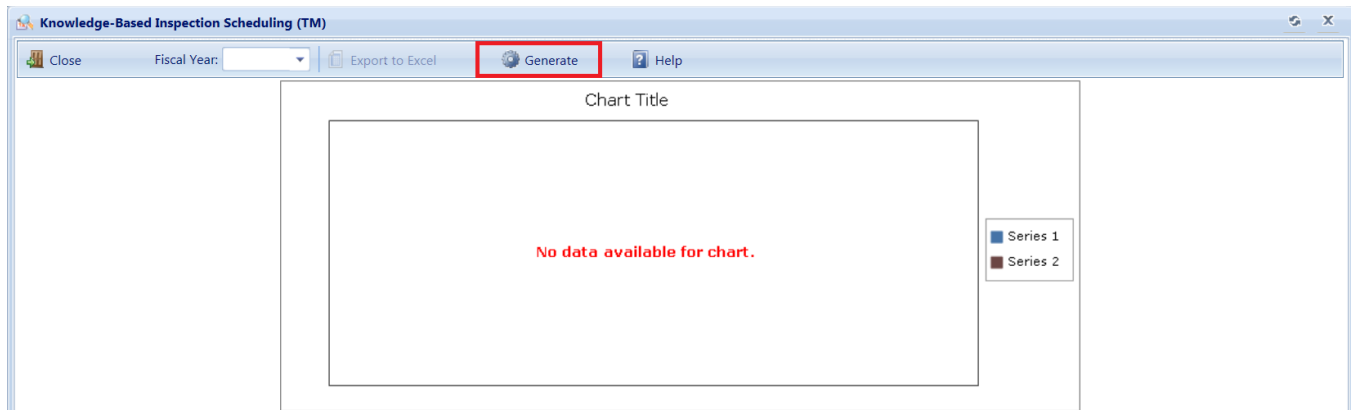 Knowledge-Based Inspection Scheduling (TM)
Close Fiscal Year: Export to Excel Generate Help
Chart Title
No data available for chart.
Series 1
Series 2